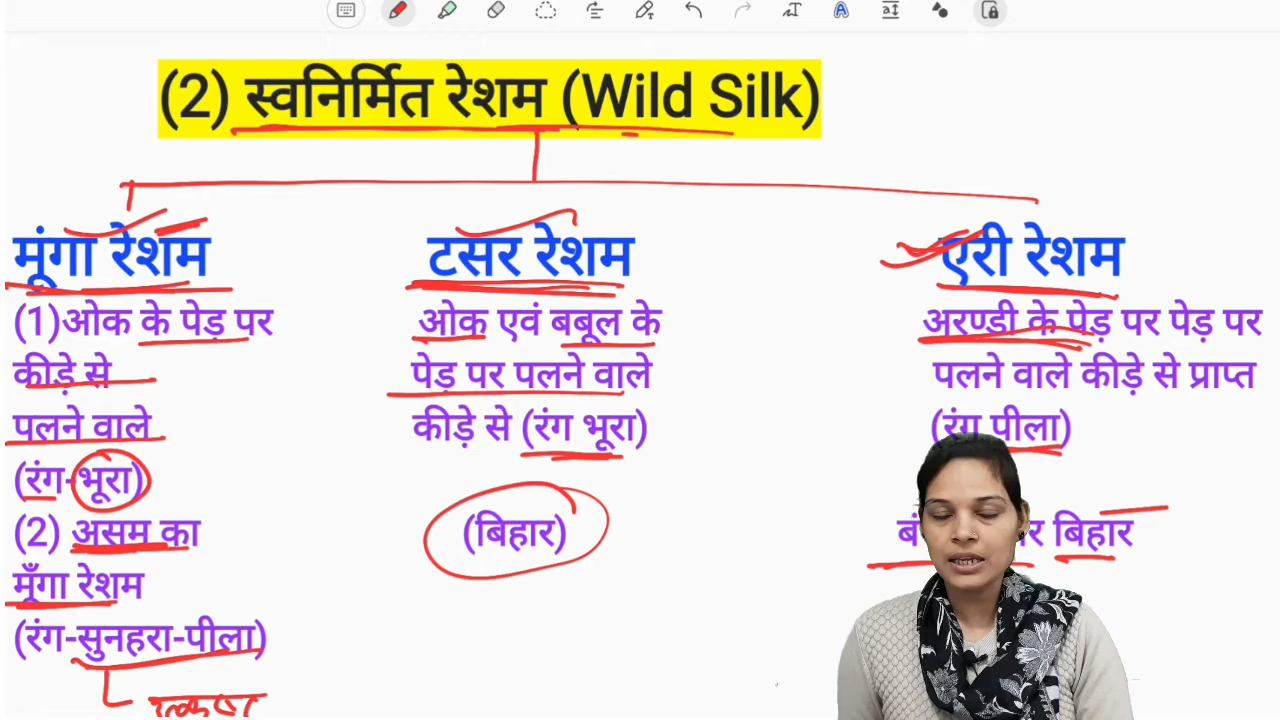 (2) स्वनिर्मित रेशम (Wild Silk)
मूंगा रेशम
(1)ओक के पेड़ पर
कीड़े से
पलने वाले
(रंग-भूरा)
(2) असम का
मूँगा रेशम
(रंग-सुनहरा-पीला)
टसर रेशम
ओक एवं बबूल के
पेड़ पर पलने वाले
कीड़े से (रंग भूरा)
(बिहार)
एरी रेशम
अरण्डी के पेड़ पर पेड़ पर
पलने वाले कीड़े से प्राप्त
(रंग पीला)
बिहार